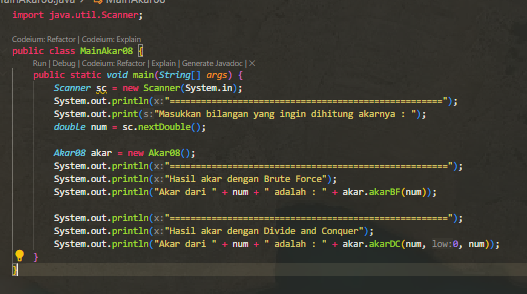 MainAkar08.java > MainAkar08
import java.util.Scanner;
Codeium: Refactor | Codeium: Explain
public class MainAkar08 {
Run | Debug | Codeium: Refactor | Explain | Generate Javadoc | ×
public static void main(String[] args) {
Scanner sc = new Scanner(System.in);
System.out.println(x:"==================================================");
System.out.print(s:"Masukkan bilangan yang ingin dihitung akarnya : ");
double num = sc.nextDouble();
Akar08 akar = new Akar08();
System.out.println(x:"===================================================");
System.out.println(x:"Hasil akar dengan Brute Force");
System.out.println("Akar dari " + num + " adalah : " + akar.akarBF(num));
System.out.println(x:"===================================================");
System.out.println(x:"Hasil akar dengan Divide and Conquer");
System.out.println("Akar dari " + num + " adalah : " + akar.akarDC(num, low:0, num));
}
}